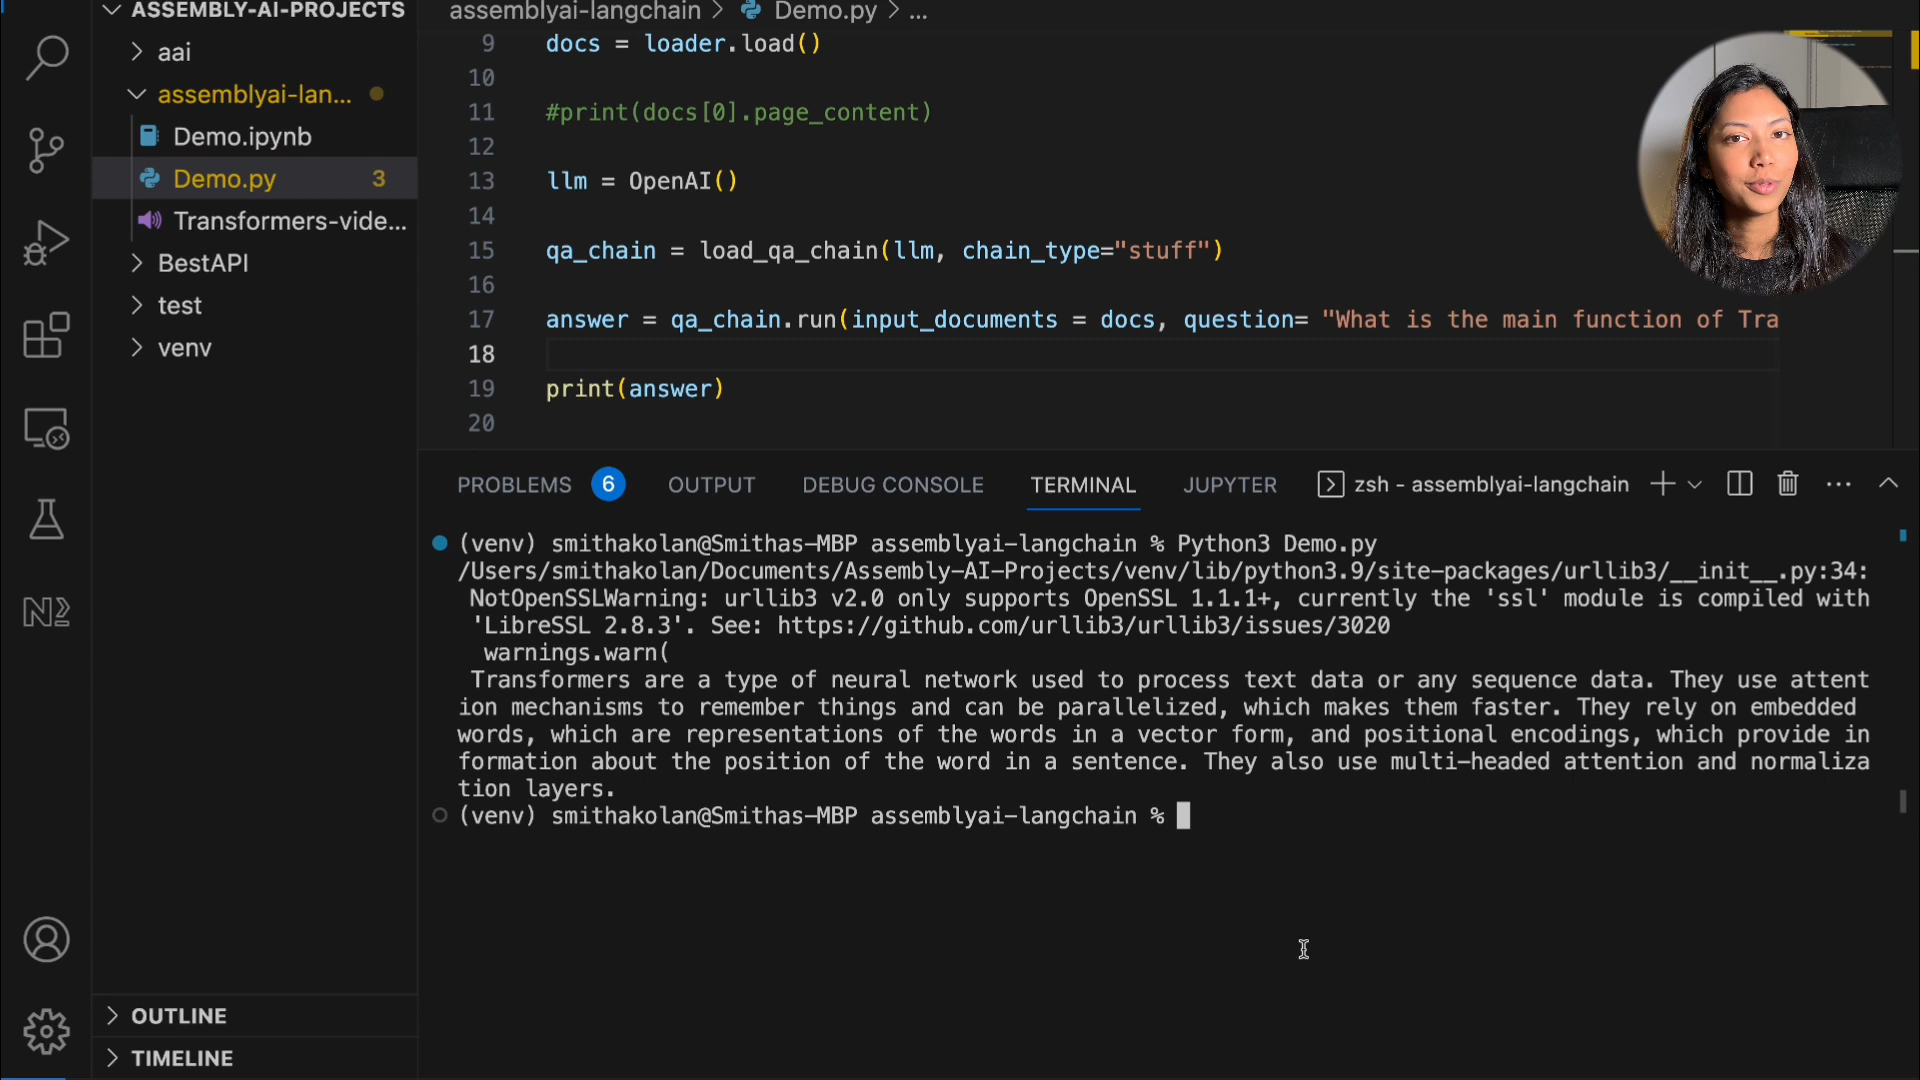 ASSEMBLY-AI-PROJECTS
aai
assemblyai-lan...
Demo.ipynb
Demo.py 3
Transformers-vide...
BestAPI
test
venv
OUTLINE
TIMELINE
assemblyai-langchain > Demo.py > ...
9 docs = loader.load()
10
11 #print(docs[0].page_content)
12
13 llm = OpenAI()
14
15 qa_chain = load_qa_chain(llm, chain_type="stuff")
16
17 answer = qa_chain.run(input_documents = docs, question= "What is the main function of Tra
18
19 print(answer)
20
PROBLEMS 6 OUTPUT DEBUG CONSOLE TERMINAL JUPYTER zsh - assemblyai-langchain
(venv) smithakolan@Smithas-MBP assemblyai-langchain % Python3 Demo.py
/Users/smithakolan/Documents/Assembly-AI-Projects/venv/lib/python3.9/site-packages/urllib3/__init__.py:34:
NotOpenSSLWarning: urllib3 v2.0 only supports OpenSSL 1.1.1+, currently the 'ssl' module is compiled with
'LibreSSL 2.8.3'. See: https://github.com/urllib3/urllib3/issues/3020
warnings.warn(
Transformers are a type of neural network used to process text data or any sequence data. They use attent
ion mechanisms to remember things and can be parallelized, which makes them faster. They rely on embedded
words, which are representations of the words in a vector form, and positional encodings, which provide in
formation about the position of the word in a sentence. They also use multi-headed attention and normaliza
tion layers.
(venv) smithakolan@Smithas-MBP assemblyai-langchain %